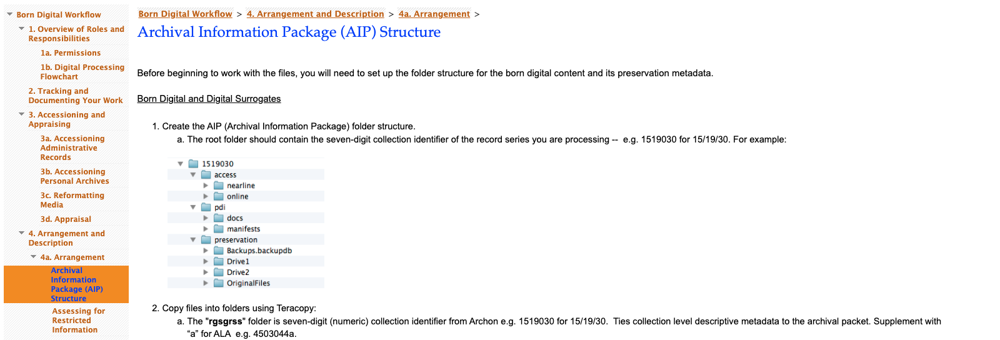 Born Digital Workflow
1. Overview of Roles and
Responsibilities
1a. Permissions
1b. Digital Processing
Flowchart
2. Tracking and
Documenting Your Work
3. Accessioning and
Appraising
3a. Accessioning
Administrative
Records
3b. Accessioning
Personal Archives
3c. Reformatting
Media
3d. Appraisal
4. Arrangement and
Description
4a. Arrangement
Archival
Information
Package (AIP)
Structure
Assessing for
Restricted
Information
Born Digital Workflow > 4. Arrangement and Description > 4a. Arrangement >
Archival Information Package (AIP) Structure
Before beginning to work with the files, you will need to set up the folder structure for the born digital content and its preservation metadata.
Born Digital and Digital Surrogates
1. Create the AIP (Archival Information Package) folder structure.
a. The root folder should contain the seven-digit collection identifier of the record series you are processing -- e.g. 1519030 for 15/19/30. For example:
1519030
access
nearline
online
pdi
docs
manifests
preservation
Backups.backupdb
Drive1
Drive2
OriginalFiles
2. Copy files into folders using Teracopy:
a. The "rgsgrss" folder is seven-digit (numeric) collection identifier from Archon e.g. 1519030 for 15/19/30. Ties collection level descriptive metadata to the archival packet. Supplement with
“a” for ALA e.g. 4503044a.